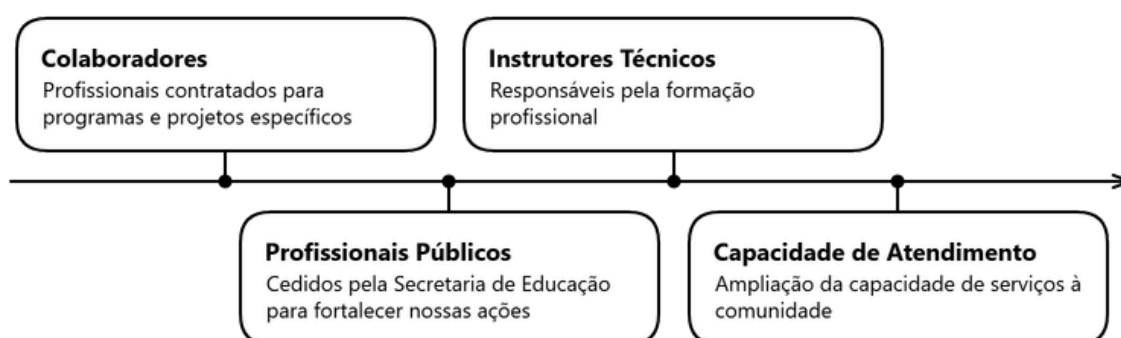 Colaboradores
Profissionais contratados para
programas e projetos específicos
Instrutores Técnicos
Responsáveis pela formação
profissional
Profissionais Públicos
Cedidos pela Secretaria de Educação
para fortalecer nossas ações
Capacidade de Atendimento
Ampliação da capacidade de serviços à
comunidade